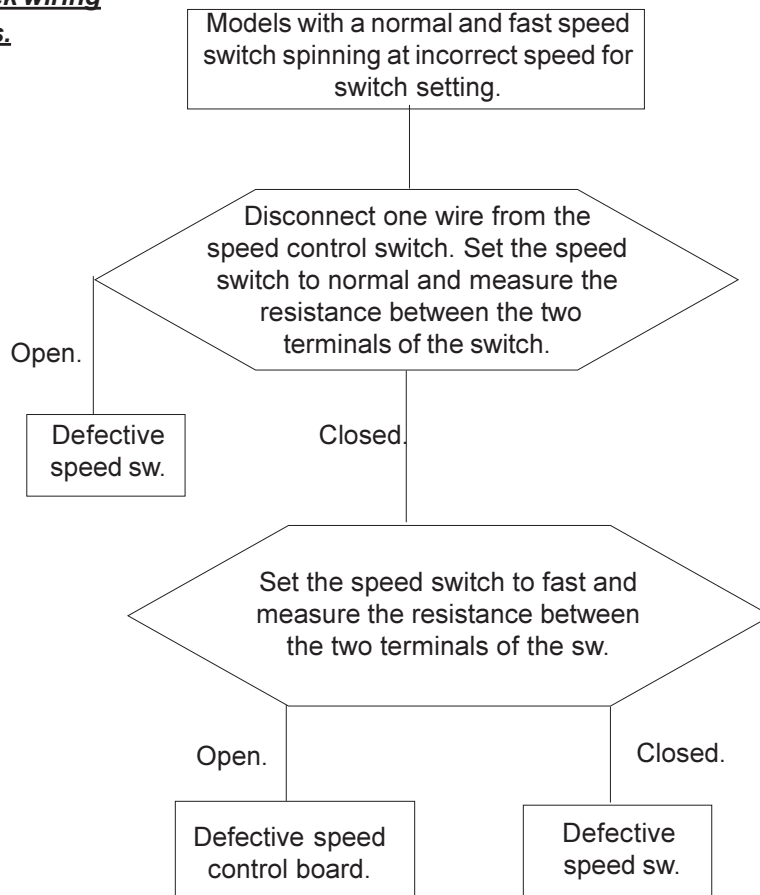 wiring
s.
Models with a normal and fast speed
switch spinning at incorrect speed for
switch setting.
Disconnect one wire from the
speed control switch. Set the speed
switch to normal and measure the
resistance between the two
terminals of the switch.
Open.
Defective
speed sw.
Closed.
Set the speed switch to fast and
measure the resistance between
the two terminals of the sw.
Open.
Closed.
Defective speed
control board.
Defective
speed sw.